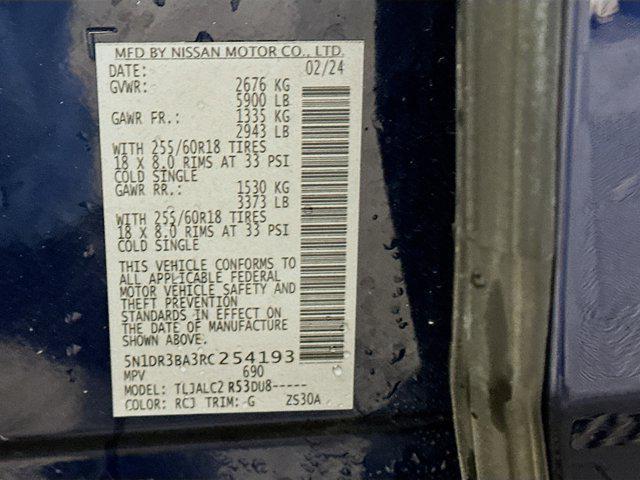 MFD BY NISSAN MOTOR CO., LTD.
DATE: 02/24
GVWR: 2676 KG
5900 LB
GAWR FR.: 1335 KG
2943 LB
WITH 255/60R18 TIRES
18 X 8.0 RIMS AT 33 PSI
COLD SINGLE
GAWR RR.: 1530 KG
3373 LB
WITH 255/60R18 TIRES
18 X 8.0 RIMS AT 33 PSI
COLD SINGLE
THIS VEHICLE CONFORMS TO
ALL APPLICABLE FEDERAL
MOTOR VEHICLE SAFETY AND
THEFT PREVENTION
STANDARDS IN EFFECT ON
THE DATE OF MANUFACTURE
SHOWN ABOVE.
5N1DR3BA3RC254193
MPV 690
MODEL: TLJALC2 R53DU8-----
COLOR: RCJ TRIM: G ZS30A